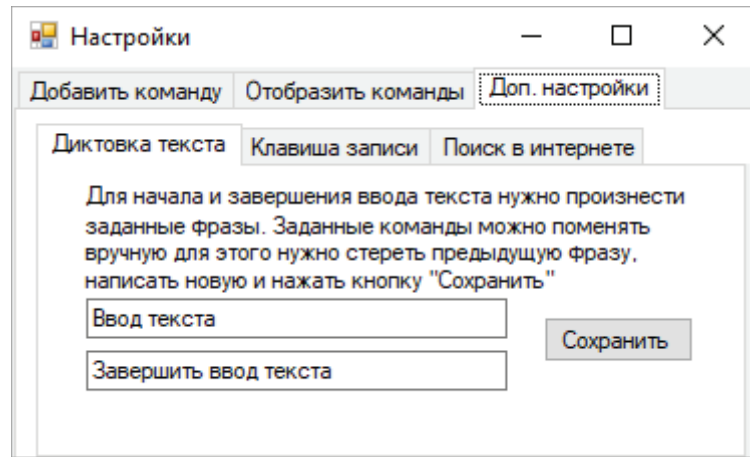 Настройки
Добавить команду Отобразить команды Доп. настройки
Диктовка текста Клавиша записи Поиск в интернете
Для начала и завершения ввода текста нужно произнести
заданные фразы. Заданные команды можно поменять
вручную для этого нужно стереть предыдущую фразу,
написать новую и нажать кнопку "Сохранить"
Ввод текста
Сохранить
Завершить ввод текста